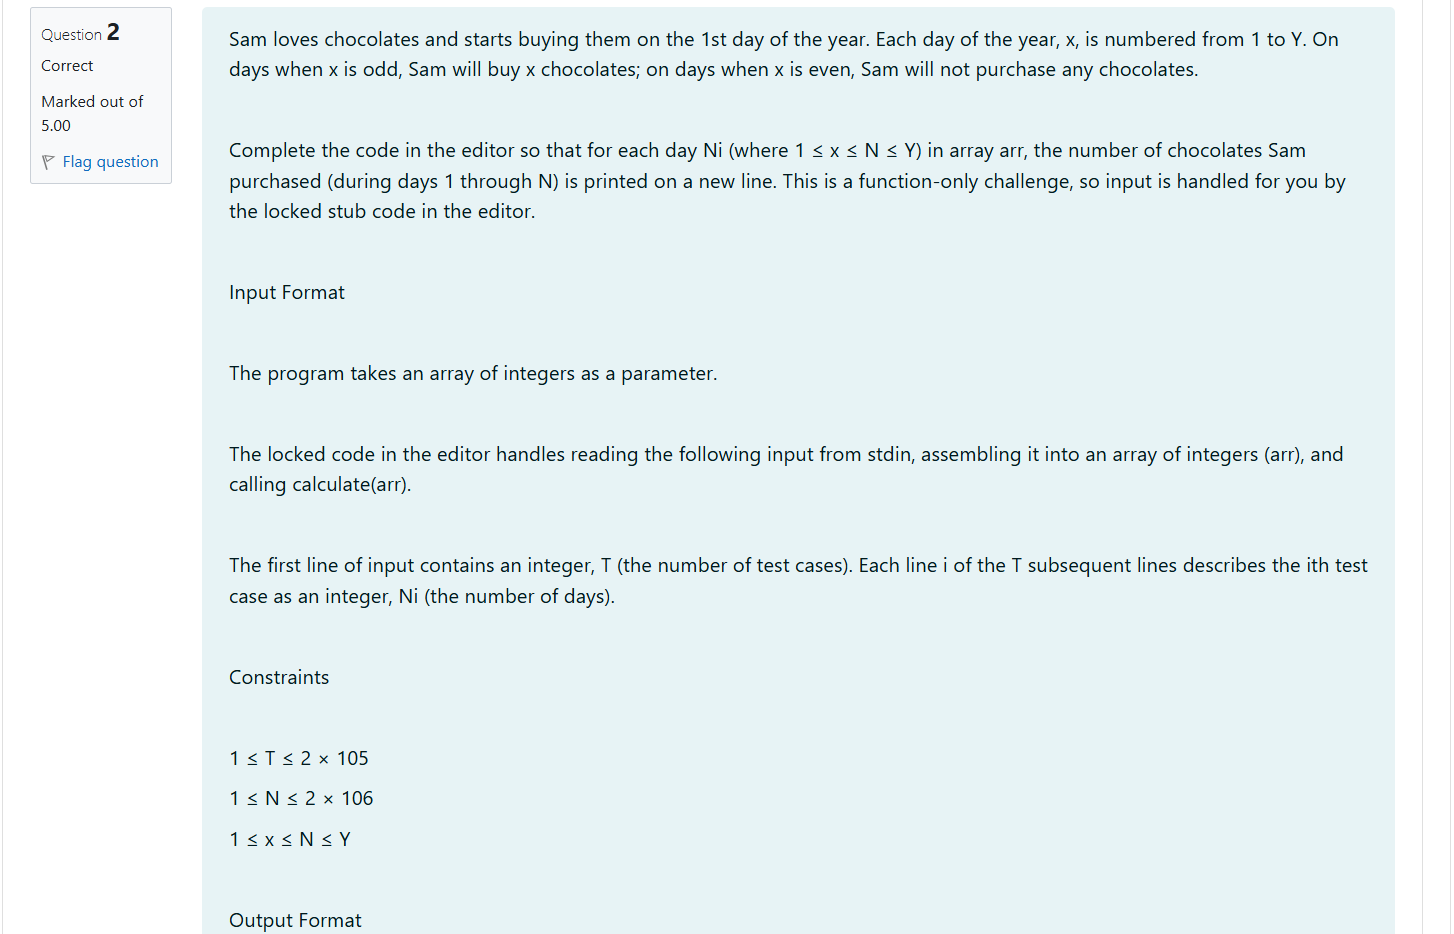 Question 2
Correct
Marked out of
5.00
Flag question
Sam loves chocolates and starts buying them on the 1st day of the year. Each day of the year, x, is numbered from 1 to Y. On
days when x is odd, Sam will buy x chocolates; on days when x is even, Sam will not purchase any chocolates.
Complete the code in the editor so that for each day Ni (where 1 ≤ x ≤ N ≤ Y) in array arr, the number of chocolates Sam
purchased (during days 1 through N) is printed on a new line. This is a function-only challenge, so input is handled for you by
the locked stub code in the editor.
Input Format
The program takes an array of integers as a parameter.
The locked code in the editor handles reading the following input from stdin, assembling it into an array of integers (arr), and
calling calculate(arr).
The first line of input contains an integer, T (the number of test cases). Each line i of the T subsequent lines describes the ith test
case as an integer, Ni (the number of days).
Constraints
1 ≤ T ≤ 2 × 105
1 ≤ N ≤ 2 × 106
1 ≤ x ≤ N ≤ Y
Output Format